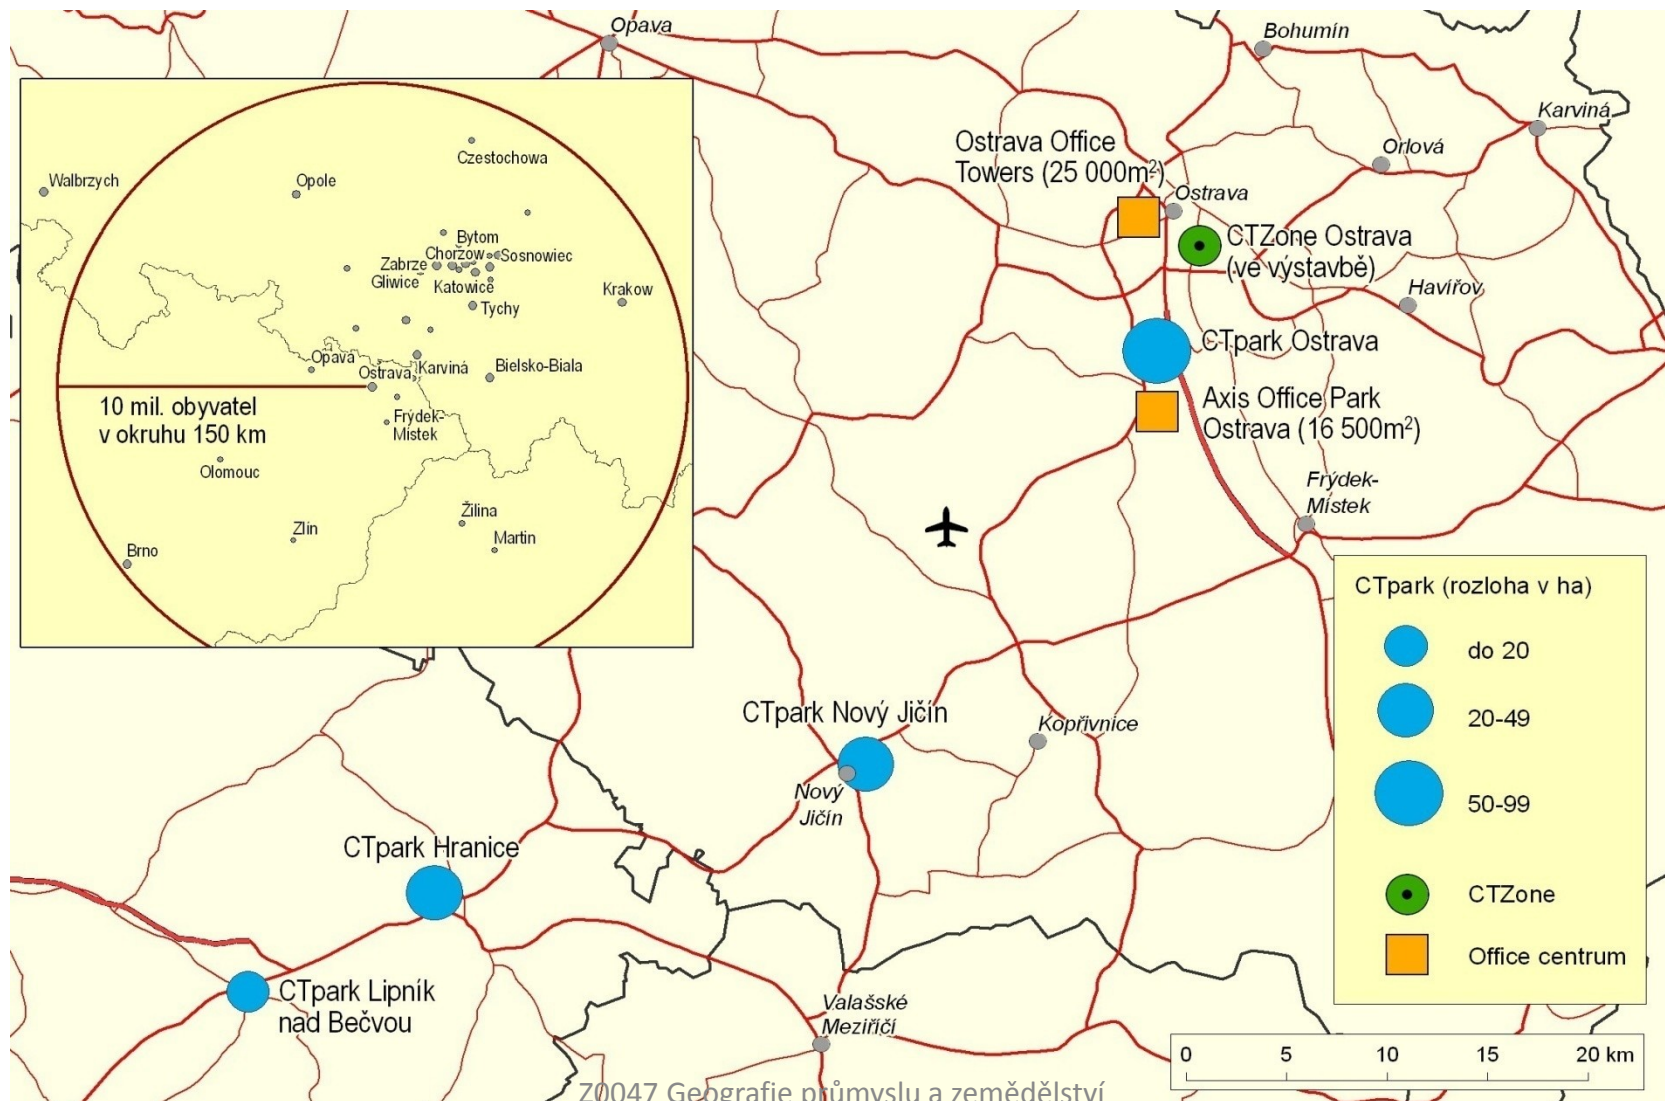 Opava
Bohumín
Karviná
Orlová
Ostrava Office
Towers (25 000m²)
Ostrava
CTZone Ostrava
(ve výstavbě)
Havířov
CTpark Ostrava
Axis Office Park
Ostrava (16 500m²)
Frýdek-
Místek
Walbrzych
Opole
Czestochowa
Bytom
Chorzow
Sosnowiec
Zabrze
Gliwice
Katowice
Krakow
Tychy
Opava
Ostrava
Karviná
Bielsko-Biala
10 mil. obyvatel
v okruhu 150 km
Frýdek-
Místek
Olomouc
Žilina
Zlin
Martin
Brno
CTpark (rozloha v ha)
do 20
20-49
50-99
CTZone
Office centrum
CTpark Nový Jičín
Kopřivnice
Nový
Jičín
CTpark Hranice
CTpark Lipník
nad Bečvou
Valašské
Meziříčí
0 5 10 15 20 km
Z0047 Geografie průmyslu a zemědělství